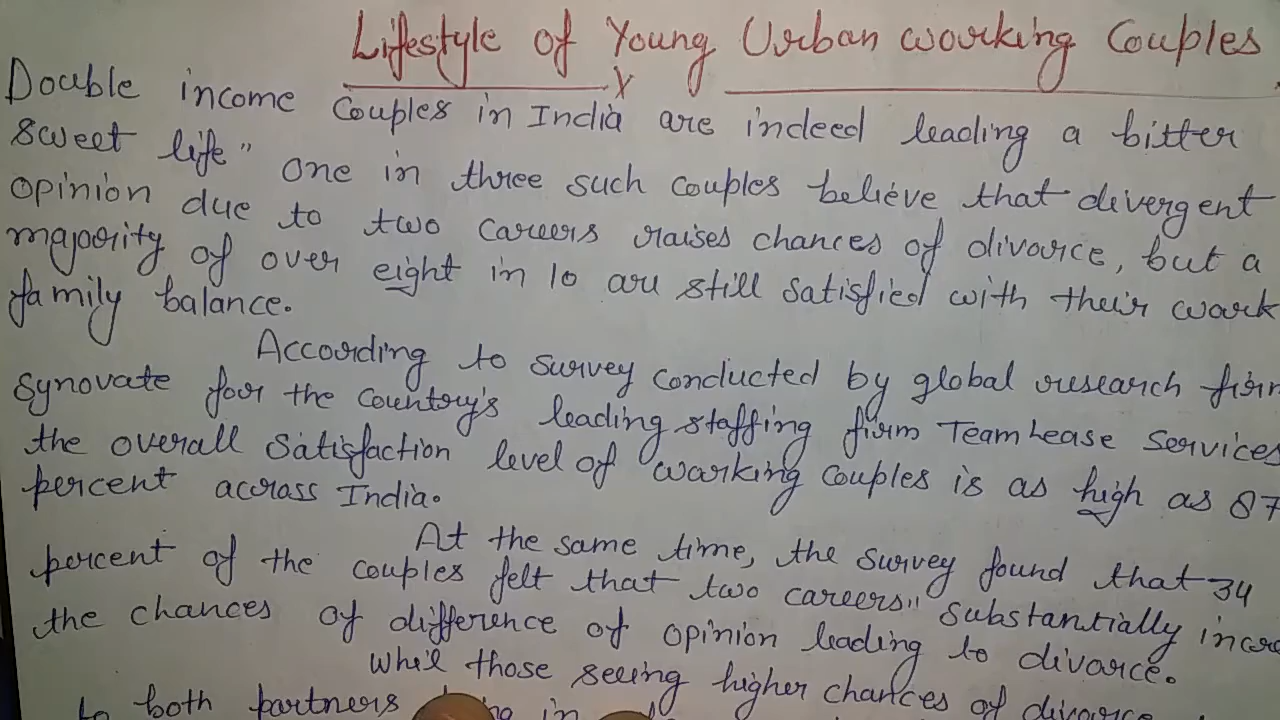 Lifestyle of Young Urban working Couples
Double income Couples in India are indeed leading a bitter
sweet life" one in three such couples believe that divergent
opinion due to two careers raises chances of divorce, but a
majority of over eight in 10 are still satisfied with their work
family balance.
According to survey conducted by global research firm
synovate for the Country's leading staffing firm TeamLease Services
the overall Satisfaction level of working couples is as high as 87
percent accross India.
At the same time, the survey found that 34
percent of the couples felt that two careers" substantially incre
the chances of difference of opinion leading to divorce.
While those seeing higher chances of divorce
to both partners in